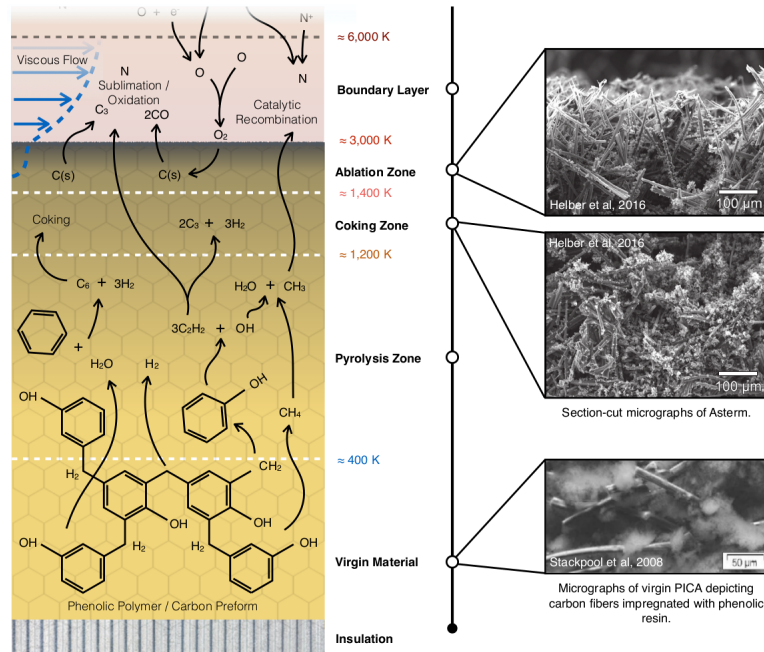 O + e⁻
N⁺
≈ 6,000 K
Viscous Flow
N
O
O
N
Sublimation /
Oxidation
Boundary Layer
C₃
2CO
Catalytic
Recombination
O₂
≈ 3,000 K
C(s)
C(s)
Ablation Zone
≈ 1,400 K
Helber et al, 2016
100 μm
Coking
2C₃ + 3H₂
Coking Zone
Helber et al, 2016
≈ 1,200 K
C₆ + 3H₂
H₂O + CH₃
3C₂H₂ + OH
+
H₂O
H₂
Pyrolysis Zone
100 μm
OH
OH
CH₄
Section-cut micrographs of Asterm.
≈ 400 K
H₂
CH₂
OH
OH
OH
H₂
H₂
OH
Virgin Material
Stackpool et al, 2008
50 μm
Phenolic Polymer / Carbon Preform
Micrographs of virgin PICA depicting
carbon fibers impregnated with phenolic
resin.
Insulation